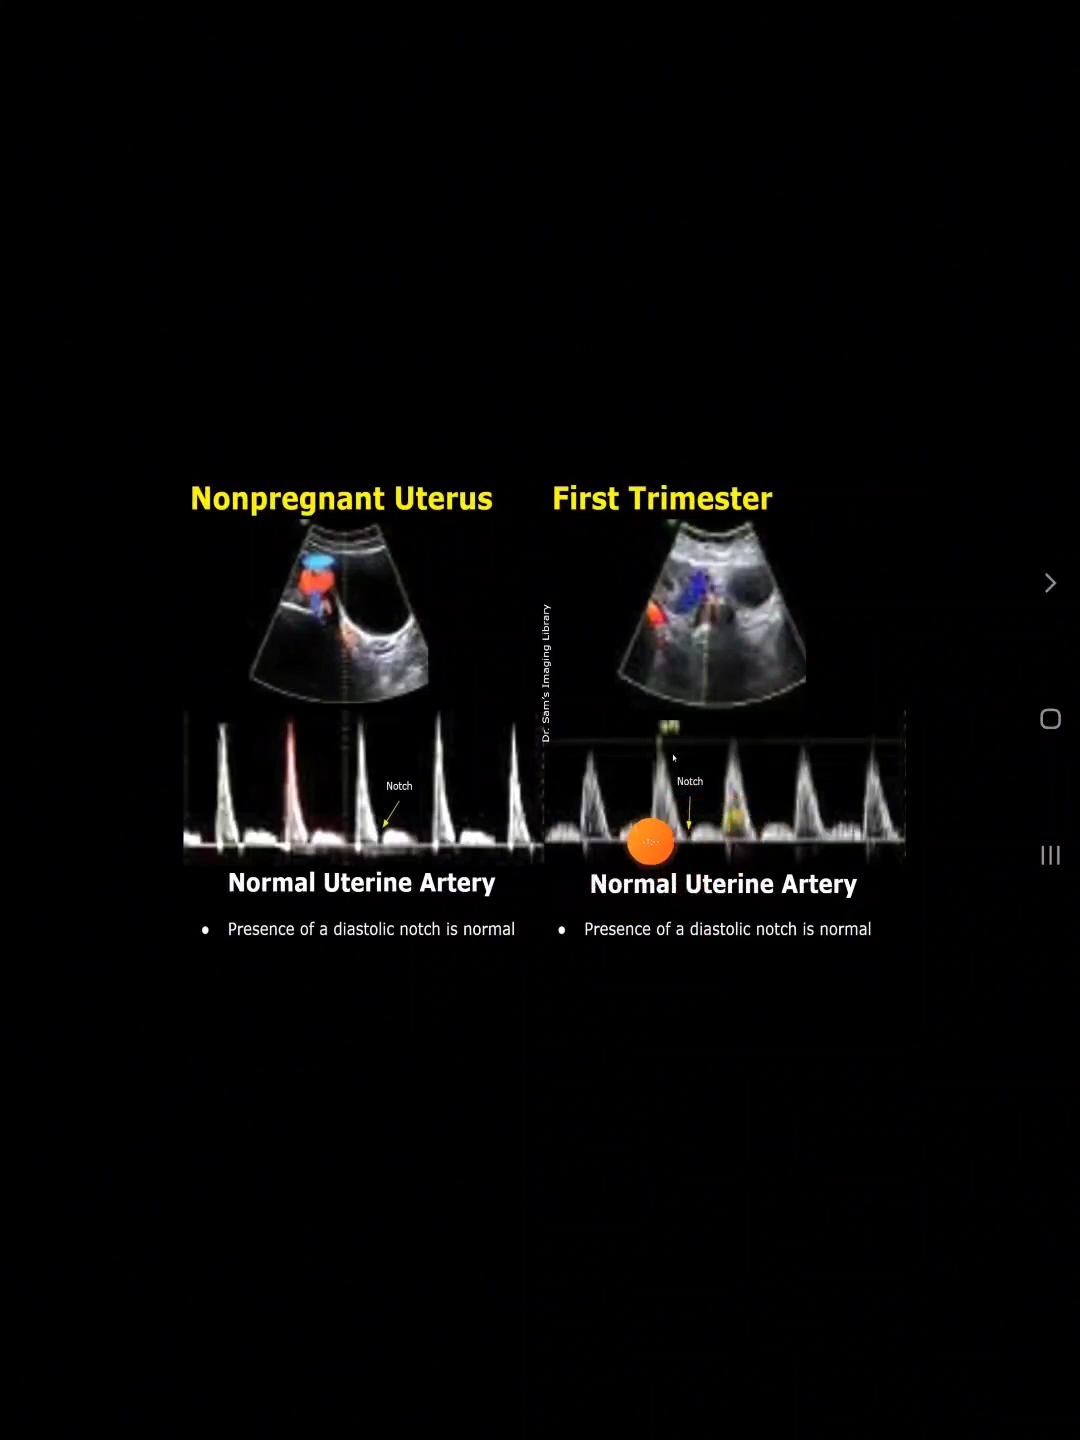 Nonpregnant Uterus
First Trimester
Dr. Sam's Imaging Library
Notch
Notch
Normal Uterine Artery
Normal Uterine Artery
• Presence of a diastolic notch is normal
• Presence of a diastolic notch is normal